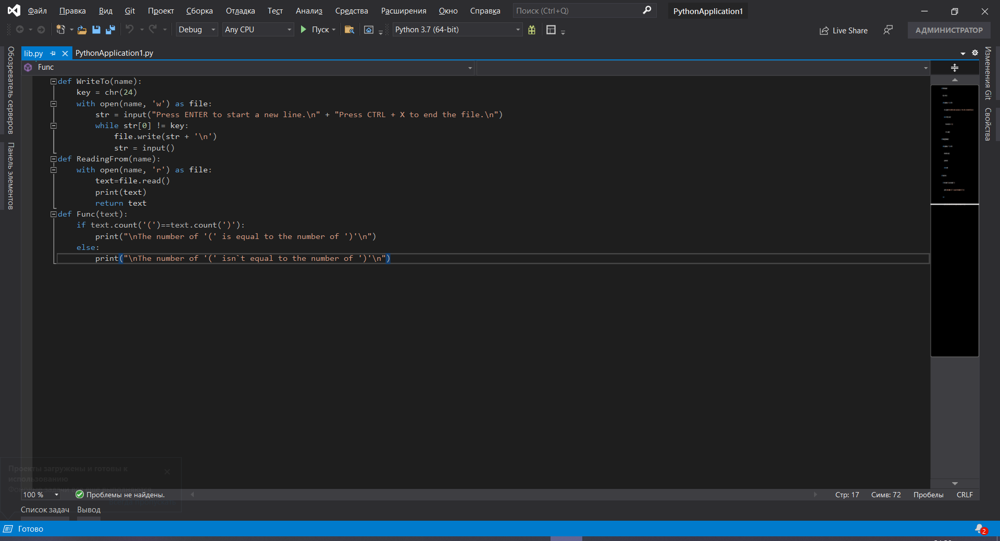 Файл Правка Вид Git Проект Сборка Отладка Тест Анализ Средства Расширения Окно Справка Поиск (Ctrl+Q) PythonApplication1
Debug Any CPU Пуск Python 3.7 (64-bit) Live Share АДМИНИСТРАТОР
Обозреватель серверов
Панель элементов
lib.py PythonApplication1.py
Func
def WriteTo(name):
    key = chr(24)
    with open(name, 'w') as file:
        str = input("Press ENTER to start a new line.\n" + "Press CTRL + X to end the file.\n")
        while str[0] != key:
            file.write(str + '\n')
            str = input()
def ReadingFrom(name):
    with open(name, 'r') as file:
        text=file.read()
        print(text)
        return text
def Func(text):
    if text.count('(')==text.count(')'):
        print("\nThe number of '(' is equal to the number of ')'\n")
    else:
        print("\nThe number of '(' isn`t equal to the number of ')'\n")
Изменения Git
Свойства
Проекты загружены и готовы к
использованию
100 % Проблемы не найдены. Стр: 17 Симв: 72 Пробелы CRLF
Список задач Вывод
Готово 2